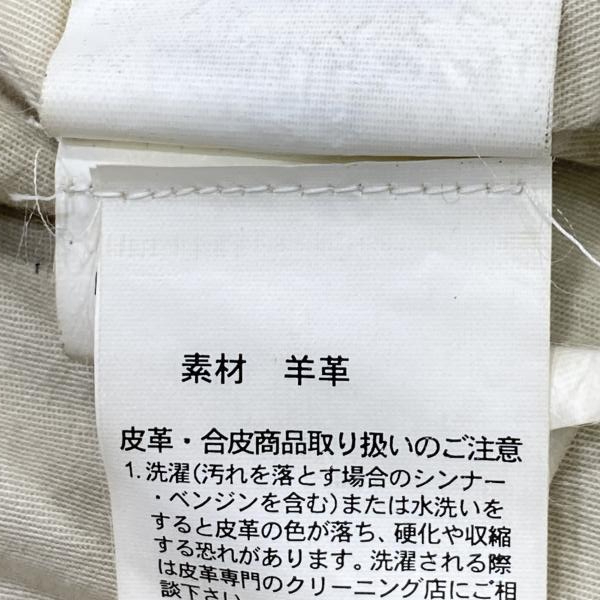 素材 羊革
皮革・合皮商品取り扱いのご注意
1. 洗濯(汚れを落とす場合のシンナー
・ベンジンを含む)または水洗いを
すると皮革の色が落ち、硬化や収縮
する恐れがあります。洗濯される際
は皮革専門のクリーニング店にご相
談下さい。